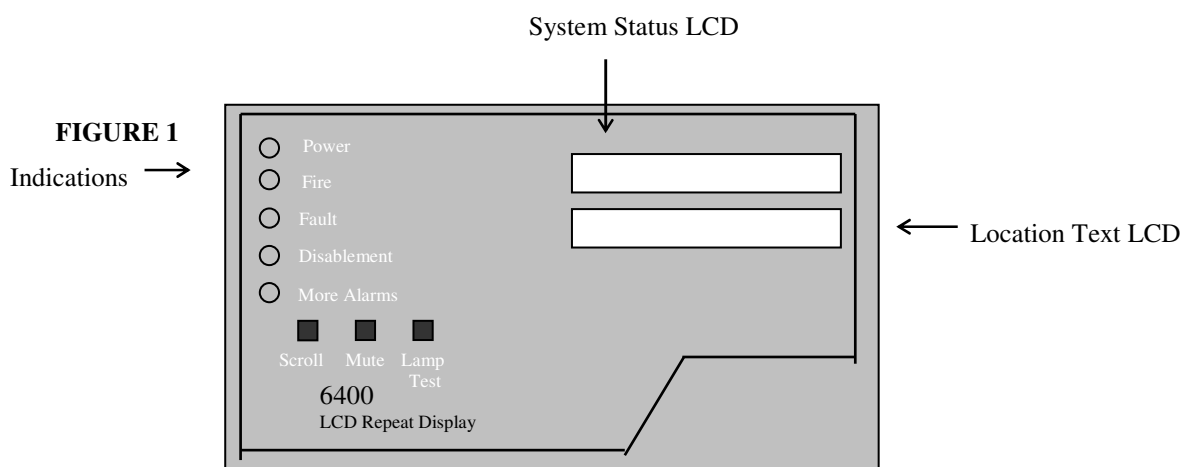 System Status LCD
FIGURE 1
Indications
Power
Fire
Fault
Disablement
More Alarms
Location Text LCD
Scroll Mute Lamp
Test
6400
LCD Repeat Display